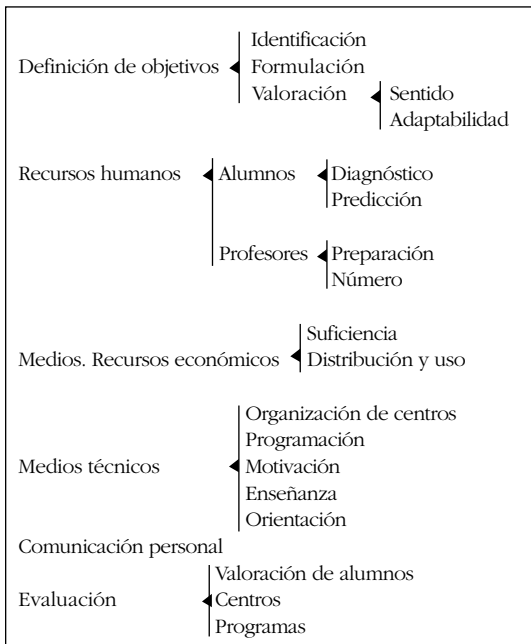 Identificación
Definición de objetivos Formulación
Valoración Sentido
Adaptabilidad
Recursos humanos Alumnos Diagnóstico
Predicción
Profesores Preparación
Número
Suficiencia
Medios. Recursos económicos Distribución y uso
Organización de centros
Programación
Medios técnicos Motivación
Enseñanza
Orientación
Comunicación personal
Valoración de alumnos
Evaluación Centros
Programas